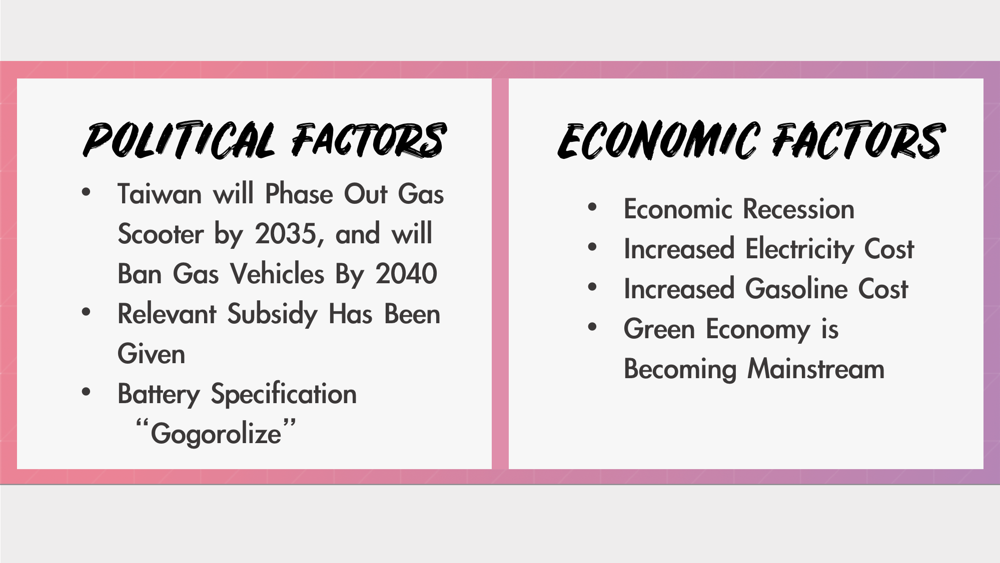 POLITICAL FACTORS
• Taiwan will Phase Out Gas
Scooter by 2035, and will
Ban Gas Vehicles By 2040
• Relevant Subsidy Has Been
Given
• Battery Specification
“Gogorolize”
ECONOMIC FACTORS
• Economic Recession
• Increased Electricity Cost
• Increased Gasoline Cost
• Green Economy is
Becoming Mainstream